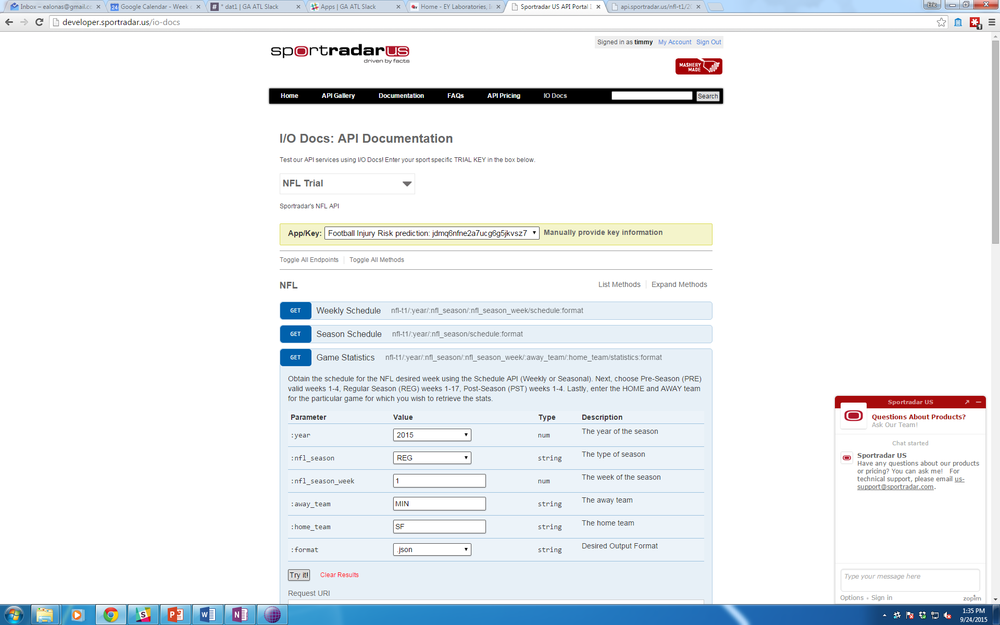 Inbox – ealonas@gmail.cc
Google Calendar - Week c
* dat1 | GA ATL Slack
Apps | GA ATL Slack
Home - EY Laboratories, I
Sportradar US API Portal I
api.sportradar.us/nfl-t1/20
Eric
developer.sportradar.us/io-docs
sportradarus
driven by facts
Signed in as timmy My Account Sign Out
MASHERY
MADE
Home API Gallery Documentation FAQs API Pricing IO Docs Search
I/O Docs: API Documentation
Test our API services using I/O Docs! Enter your sport specific TRIAL KEY in the box below.
NFL Trial
Sportradar's NFL API
App/Key: Football Injury Risk prediction: jdmq6nfne2a7ucg6g5jkvsz7 Manually provide key information
Toggle All Endpoints Toggle All Methods
NFL List Methods Expand Methods
GET Weekly Schedule nfl-t1/:year/:nfl_season/:nfl_season_week/schedule:format
GET Season Schedule nfl-t1/:year/:nfl_season/schedule:format
GET Game Statistics nfl-t1/:year/:nfl_season/:nfl_season_week/:away_team/:home_team/statistics:format
Obtain the schedule for the NFL desired week using the Schedule API (Weekly or Seasonal). Next, choose Pre-Season (PRE)
valid weeks 1-4, Regular Season (REG) weeks 1-17, Post-Season (PST) weeks 1-4. Lastly, enter the HOME and AWAY team
for the particular game for which you wish to retrieve the stats.
Parameter Value Type Description
:year 2015 num The year of the season
:nfl_season REG string The type of season
:nfl_season_week 1 num The week of the season
:away_team MIN string The away team
:home_team SF string The home team
:format .json string Desired Output Format
Try it! Clear Results
Request URI
Sportradar US
Questions About Products?
Ask Our Team!
Chat started
Sportradar US
Have any questions about our products
or pricing? You can ask me! For
technical support, please email us-
support@sportradar.com.
Type your message here
Options • Sign in zopim
1:35 PM
9/24/2015